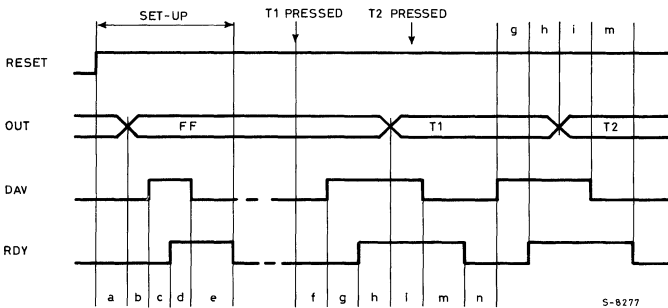 SET-UP T1 PRESSED T2 PRESSED
g h i m
RESET
OUT FF T1 T2
DAV
RDY
a b c d e f g h i m n
S-8277